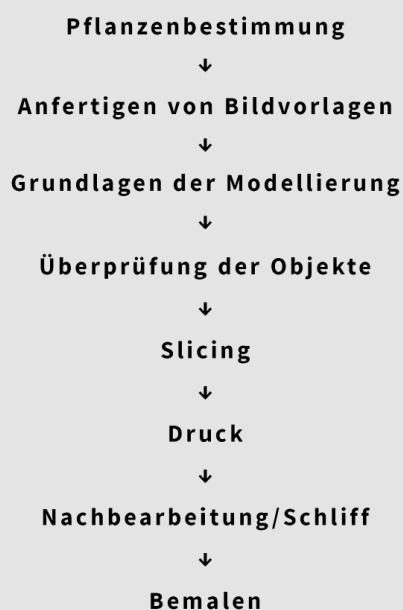 Pflanzenbestimmung
↓
Anfertigen von Bildvorlagen
↓
Grundlagen der Modellierung
↓
Überprüfung der Objekte
↓
Slicing
↓
Druck
↓
Nachbearbeitung/Schliff
↓
Bemalen